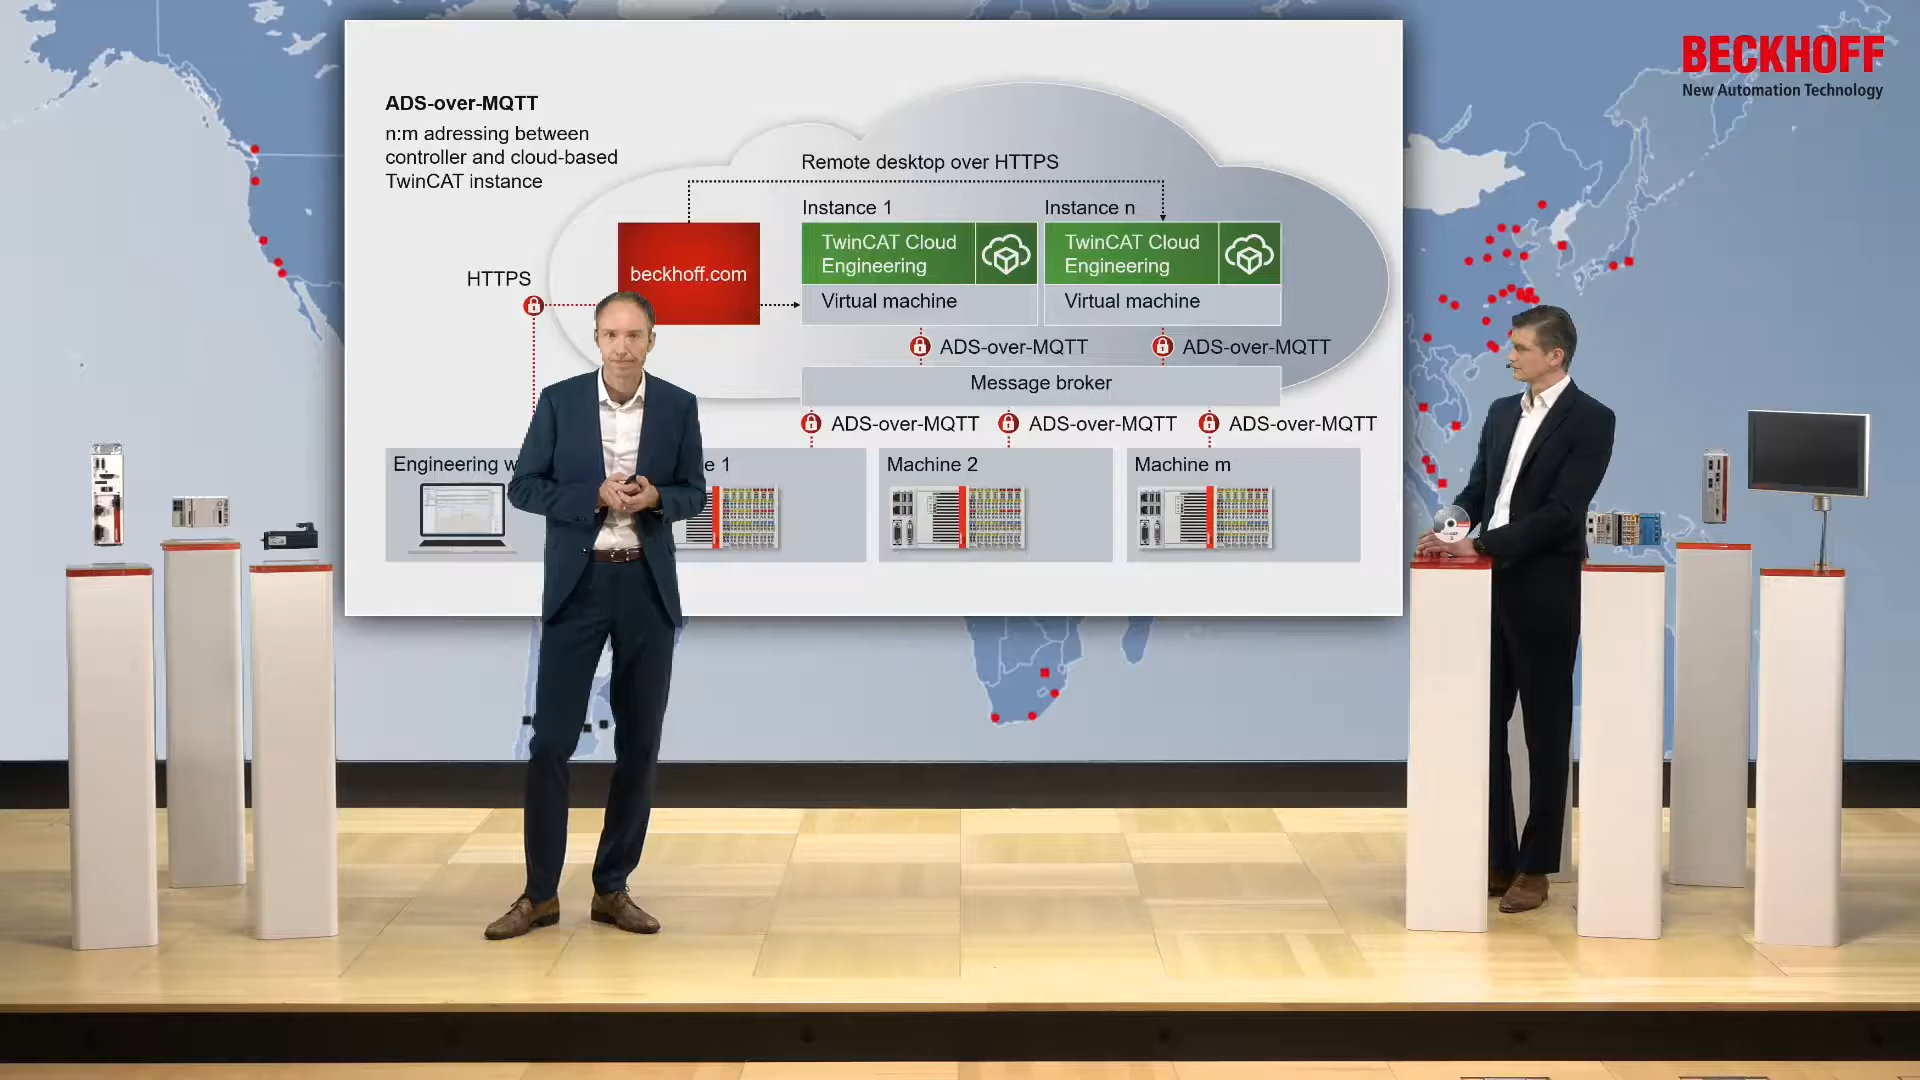 BECKHOFF
New Automation Technology
ADS-over-MQTT
n:m adressing between
controller and cloud-based
TwinCAT instance
Remote desktop over HTTPS
Instance 1
Instance n
TwinCAT Cloud
Engineering
TwinCAT Cloud
Engineering
beckhoff.com
HTTPS
Virtual machine
Virtual machine
ADS-over-MQTT
ADS-over-MQTT
Message broker
ADS-over-MQTT
ADS-over-MQTT
ADS-over-MQTT
Engineering
1
Machine 2
Machine m